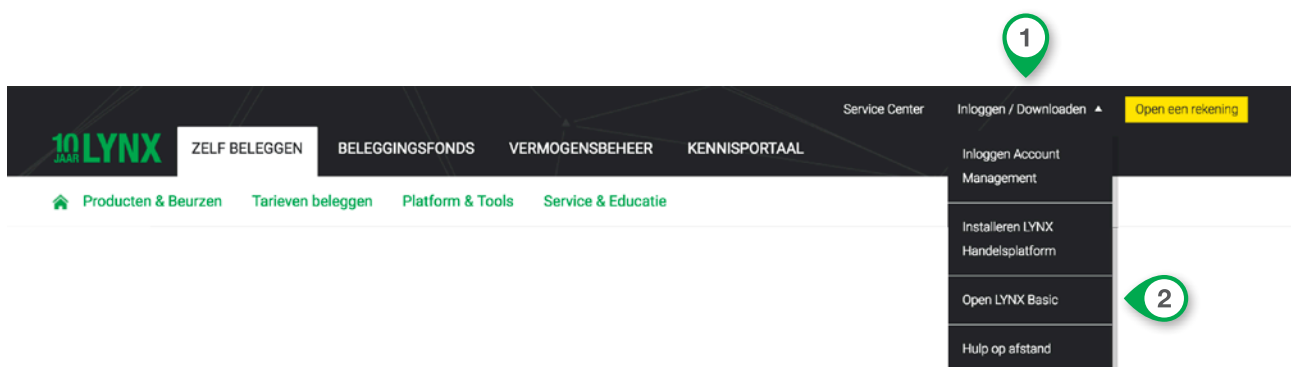 1
Service Center Inloggen / Downloaden Open een rekening
10 JAAR LYNX ZELF BELEGGEN BELEGGINGSFONDS VERMOGENSBEHEER KENNISPORTAAL
Inloggen Account
Management
Producten & Beurzen Tarieven beleggen Platform & Tools Service & Educatie
Installeren LYNX
Handelsplatform
Open LYNX Basic
2
Hulp op afstand